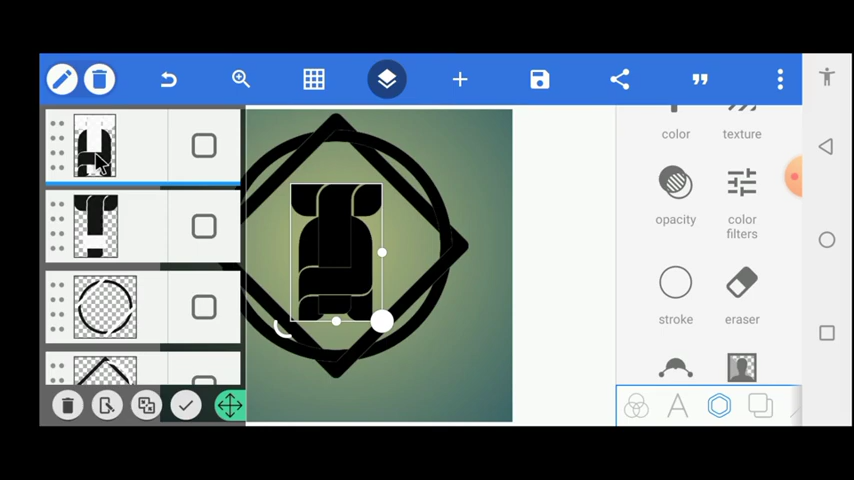 color texture
opacity color
filters
stroke eraser